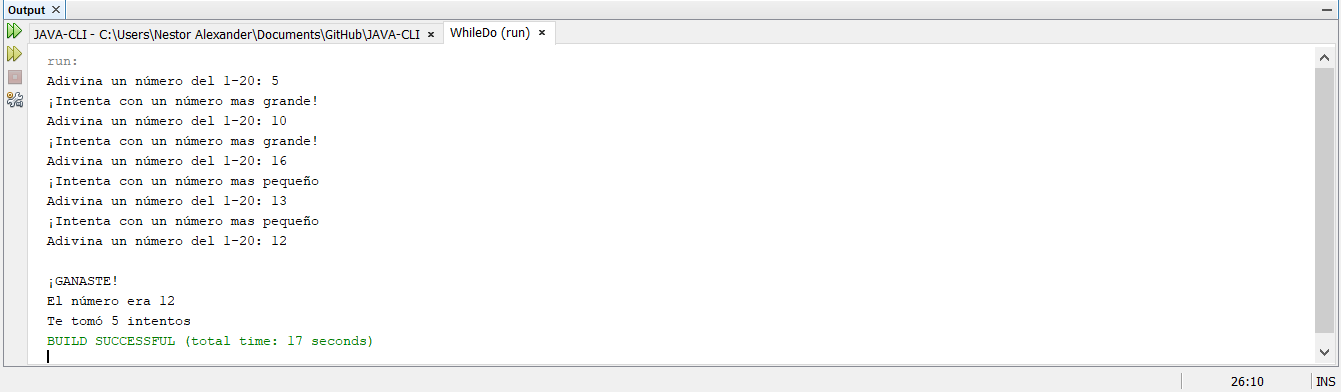 Output ×
JAVA-CLI - C:\Users\Nestor Alexander\Documents\GitHub\JAVA-CLI × WhileDo (run) ×
run:
Adivina un número del 1-20: 5
¡Intenta con un número mas grande!
Adivina un número del 1-20: 10
¡Intenta con un número mas grande!
Adivina un número del 1-20: 16
¡Intenta con un número mas pequeño
Adivina un número del 1-20: 13
¡Intenta con un número mas pequeño
Adivina un número del 1-20: 12
¡GANASTE!
El número era 12
Te tomó 5 intentos
BUILD SUCCESSFUL (total time: 17 seconds)
26:10 INS